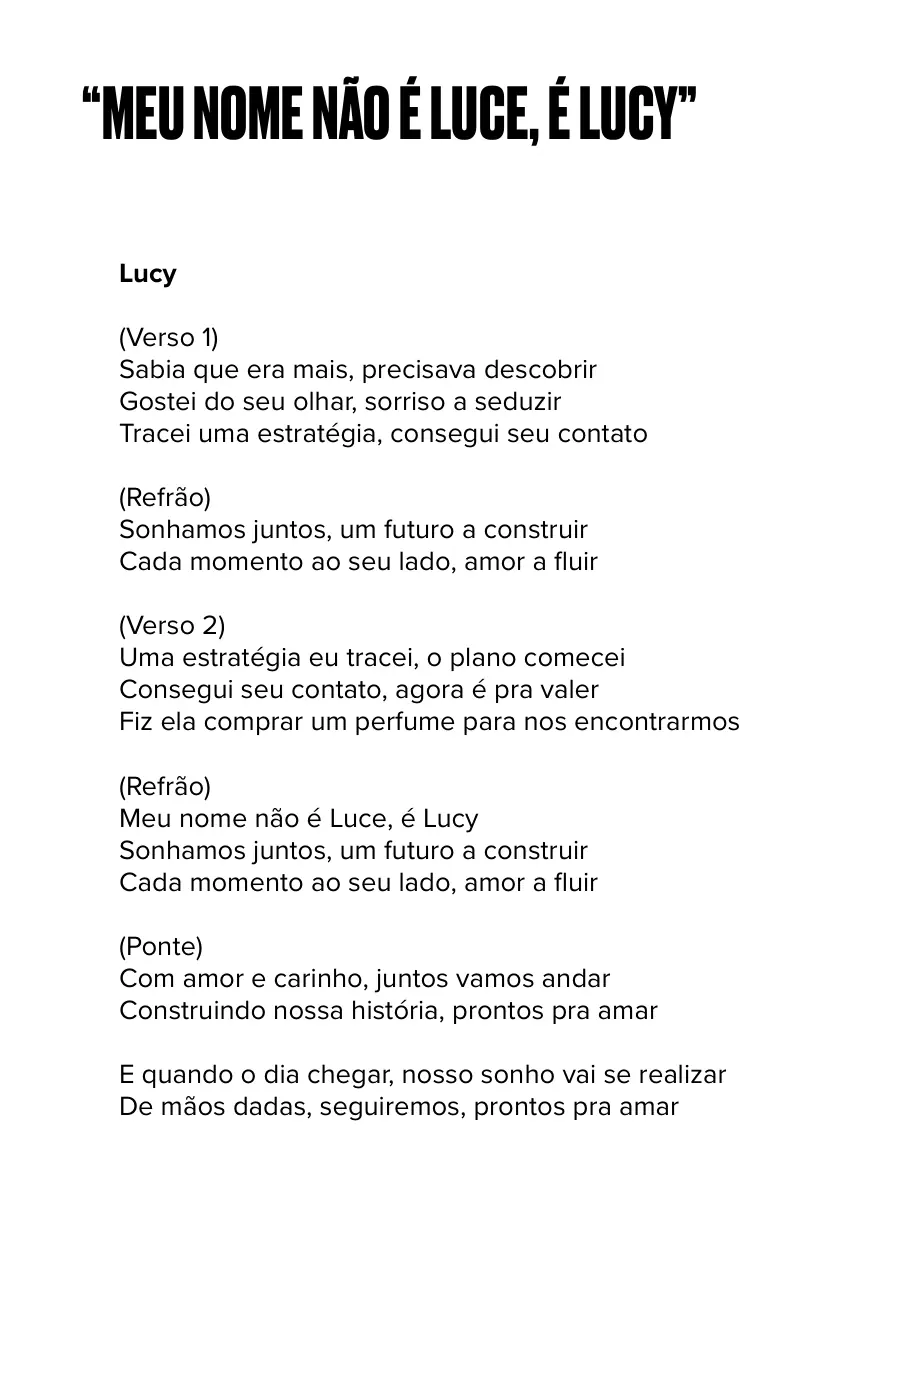 “MEU NOME NÃO É LUCE, É LUCY”
Lucy
(Verso 1)
Sabia que era mais, precisava descobrir
Gostei do seu olhar, sorriso a seduzir
Tracei uma estratégia, consegui seu contato
(Refrão)
Sonhamos juntos, um futuro a construir
Cada momento ao seu lado, amor a fluir
(Verso 2)
Uma estratégia eu tracei, o plano comecei
Consegui seu contato, agora é pra valer
Fiz ela comprar um perfume para nos encontrarmos
(Refrão)
Meu nome não é Luce, é Lucy
Sonhamos juntos, um futuro a construir
Cada momento ao seu lado, amor a fluir
(Ponte)
Com amor e carinho, juntos vamos andar
Construindo nossa história, prontos pra amar
E quando o dia chegar, nosso sonho vai se realizar
De mãos dadas, seguiremos, prontos pra amar